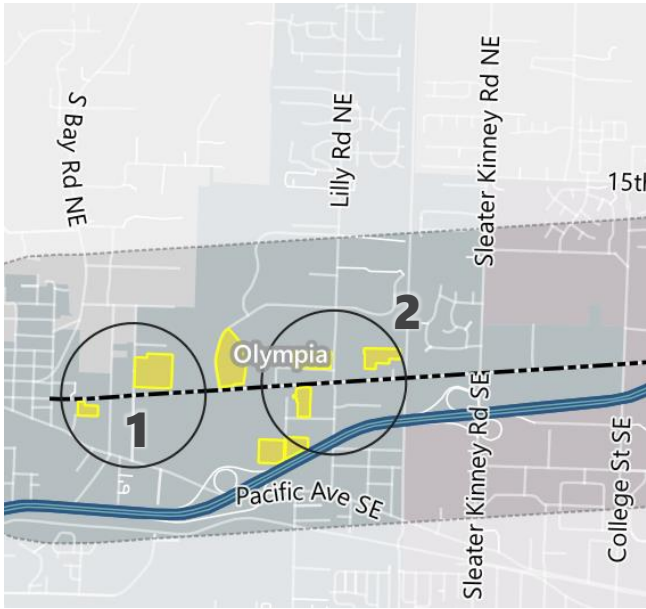 S Bay Rd NE
Lilly Rd NE
Sleater Kinney Rd NE
15th
2
Olympia
1
Pacific Ave SE
Sleater Kinney Rd SE
College St SE